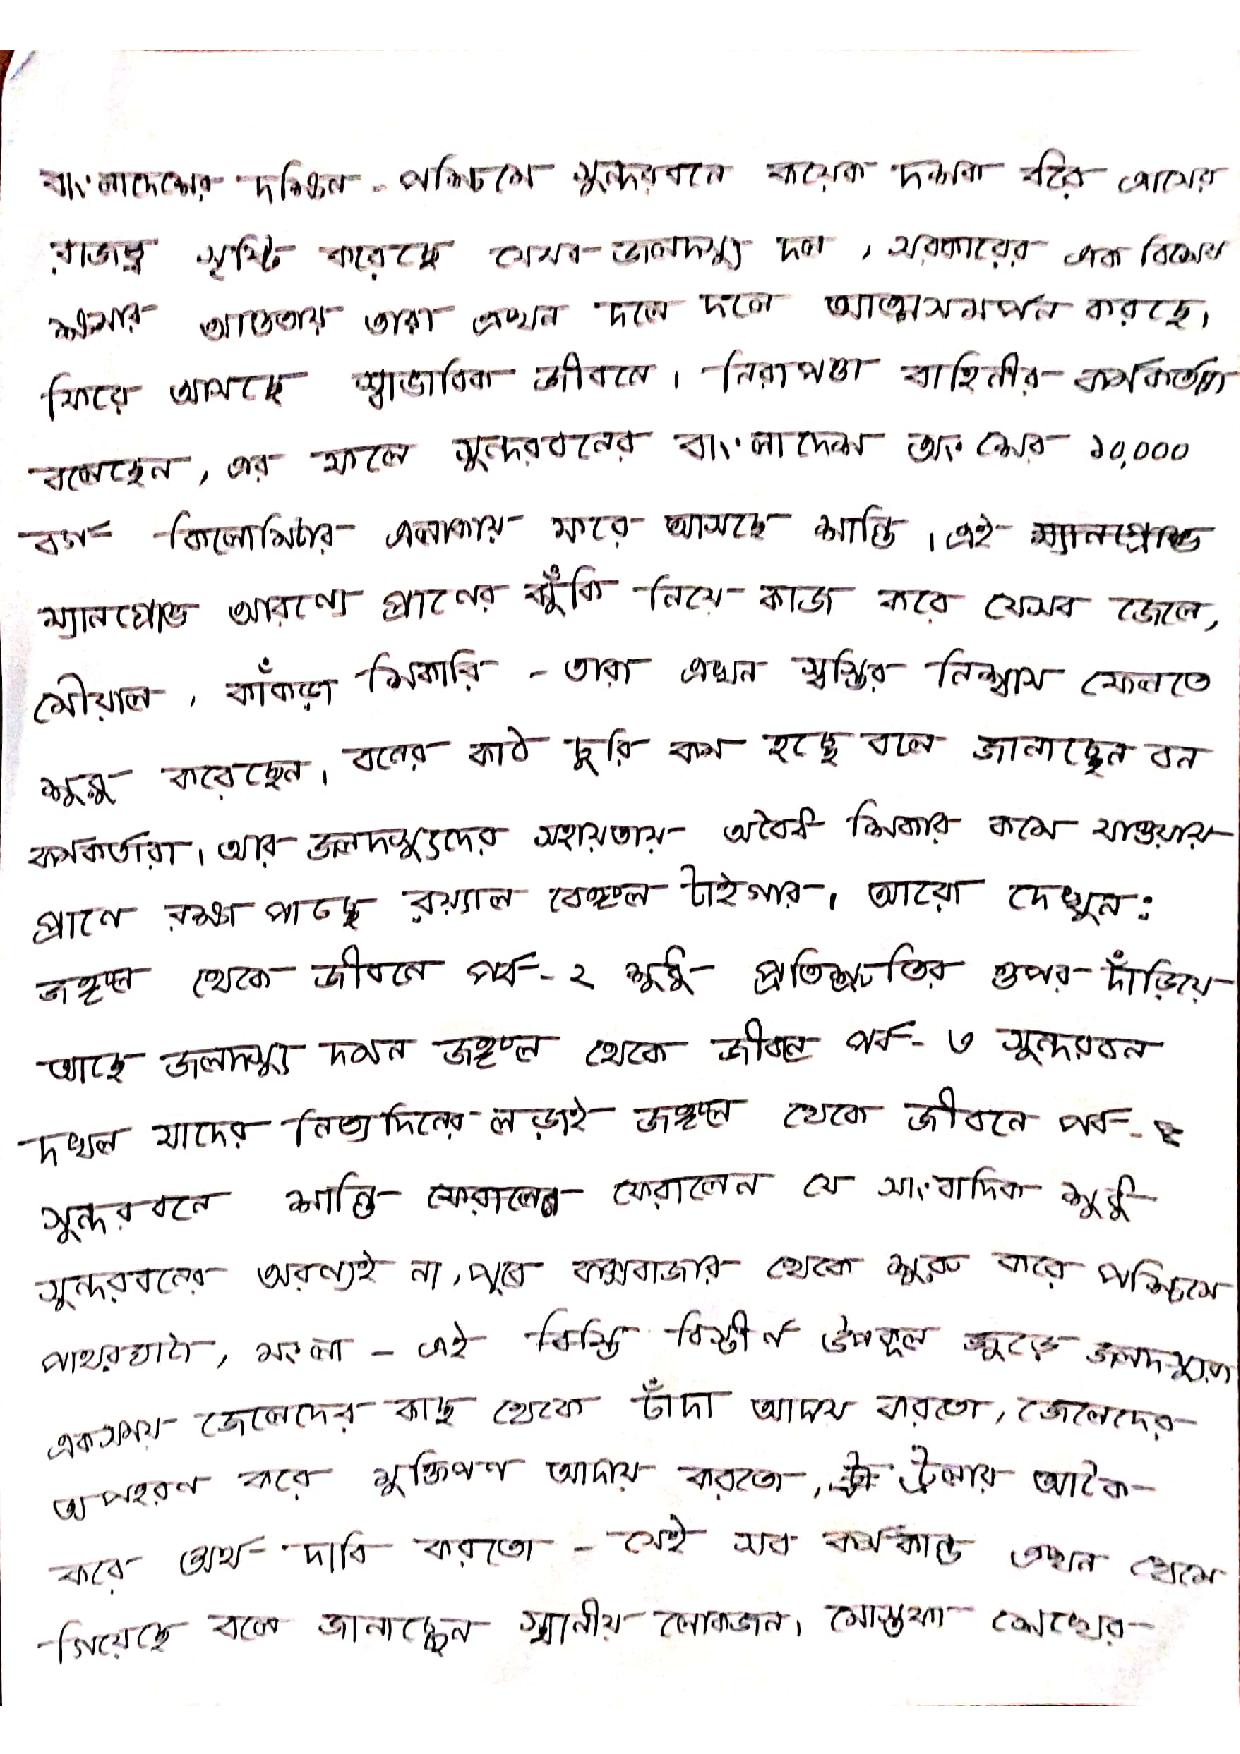 বাংলাদেশের দক্ষিণ - পশ্চিমে সুন্দরবনে কয়েক দশক ধরে ত্রাসের
রাজত্ব সৃষ্টি করেছে যেসব জলদস্যু দল, সরকারের এক বিশেষ
ক্ষমার আওতায় তারা এখন দলে দলে আত্মসমর্পন করছে,
ফিরে আসছে স্বাভাবিক জীবনে। নিরাপত্তা বাহিনীর কর্মকর্তারা
বলেছেন, এর ফলে সুন্দরবনের বাংলাদেশ অংশের ১০,০০০
বর্গ কিলোমিটার এলাকায় ফিরে আসছে শান্তি। এই
ম্যানগ্রোভ অরণ্যে প্রাণের ঝুঁকি নিয়ে কাজ করে যেসব জেলে,
মৌয়াল, কাঁকড়া শিকারি - তারা এখন স্বস্তির নিশ্বাস ফেলতে
শুরু করেছেন। বনের কাঠ চুরি কম হচ্ছে বলে জানাচ্ছেন বন
কর্মকর্তারা। আর জলদস্যুদের সহায়তায় অবৈধ শিকার কমে যাওয়ায়
প্রাণে রক্ষা পাচ্ছে রয়্যাল বেঙ্গল টাইগার। আরো দেখুন:
জঙ্গল থেকে জীবনে পর্ব- ২ শুধু প্রতিশ্রুতির ওপর দাঁড়িয়ে
আছে জলদস্যু দমন জঙ্গল থেকে জীবনে পর্ব- ৩ সুন্দরবন
দখল যাদের নিত্যদিনের লড়াই জঙ্গল থেকে জীবনে পর্ব-
সুন্দরবনে শান্তি ফেরালেন যে সাংবাদিক শুধু
সুন্দরবনের অরণ্যই না, পূবে কক্সবাজার থেকে শুরু করে পশ্চিমে
পাথরঘাটা, মংলা - এই বিস্তীর্ণ উপকূল জুড়ে জলদস্যুরা
একসময় জেলেদের কাছ থেকে চাঁদা আদায় করতো, জেলেদের
অপহরণ করে মুক্তিপণ আদায় করতো, ট্রলার আটক
করে অর্থ দাবি করতো - সেই সব কর্মকান্ড এখন থেমে
গিয়েছে বলে জানাচ্ছেন স্থানীয় লোকজন। মোস্তফা শেখের